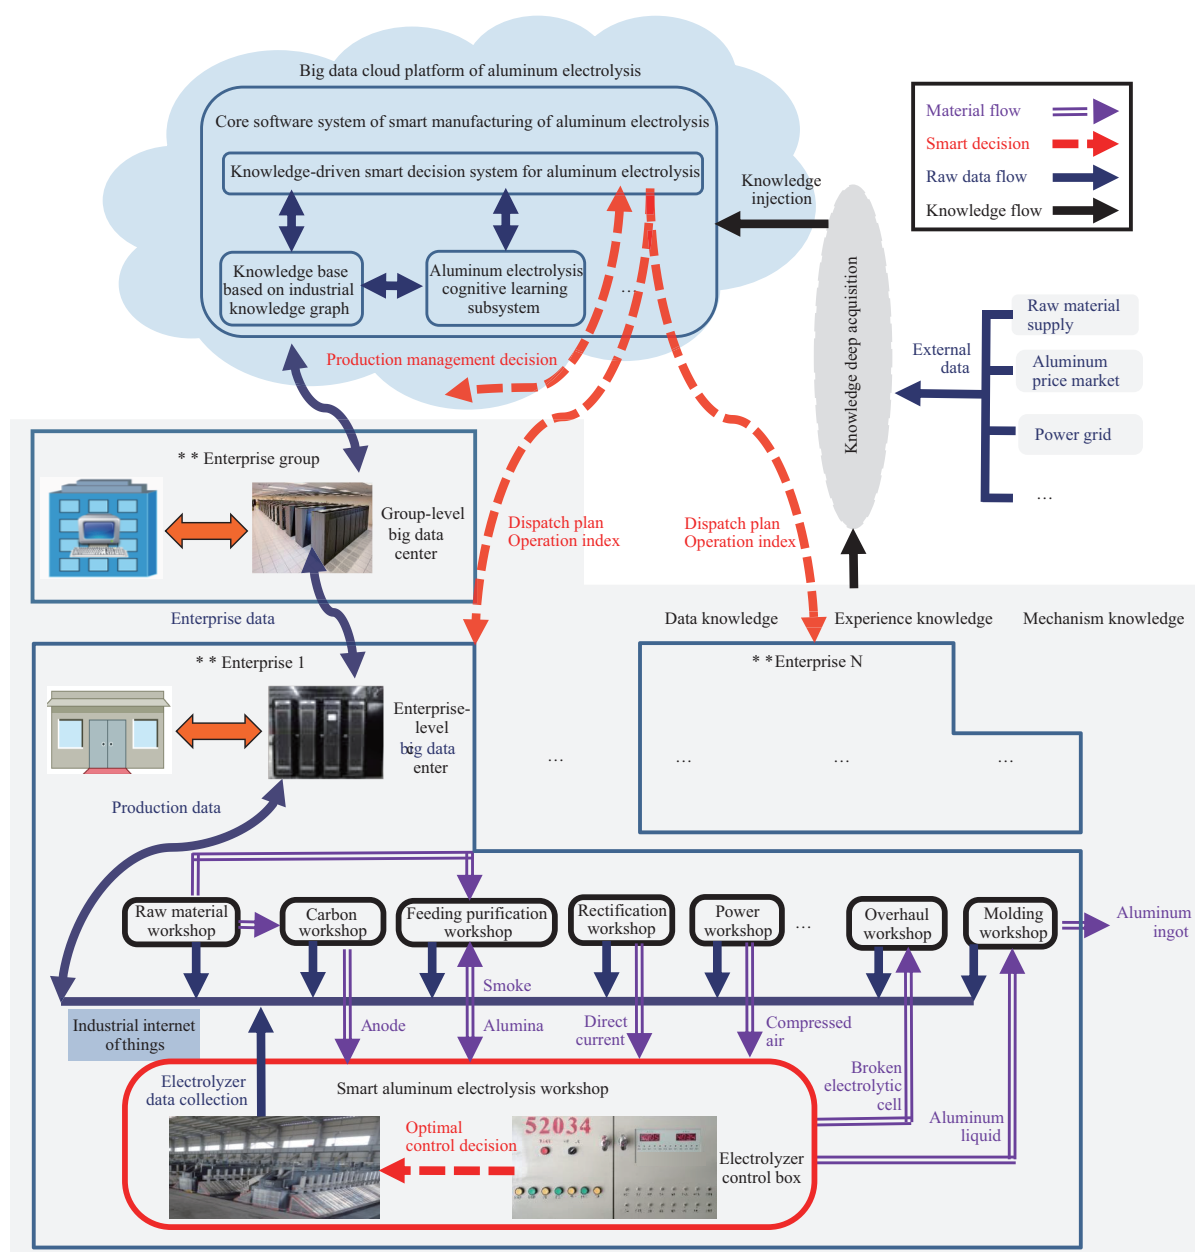 Big data cloud platform of aluminum electrolysis
Core software system of smart manufacturing of aluminum electrolysis
Knowledge-driven smart decision system for aluminum electrolysis
Knowledge base
based on industrial
knowledge graph
Aluminum electrolysis
cognitive learning
subsystem
…
Production management decision
Knowledge
injection
Material flow
Smart decision
Raw data flow
Knowledge flow
Knowledge deep acquisition
External
data
Raw material
supply
Aluminum
price market
Power grid
…
* * Enterprise group
Group-level
big data
center
Dispatch plan
Operation index
Dispatch plan
Operation index
Enterprise data
Data knowledge
Experience knowledge
Mechanism knowledge
* * Enterprise 1
Enterprise-
level
big data
center
…
* *Enterprise N
…
…
…
Production data
Raw material
workshop
Carbon
workshop
Feeding purification
workshop
Rectification
workshop
Power
workshop
…
Overhaul
workshop
Molding
workshop
Aluminum
ingot
Smoke
Industrial internet
of things
Anode
Alumina
Direct
current
Compressed
air
Electrolyzer
data collection
Smart aluminum electrolysis workshop
Broken
electrolytic
cell
Aluminum
liquid
Optimal
control decision
52034
Electrolyzer
control box